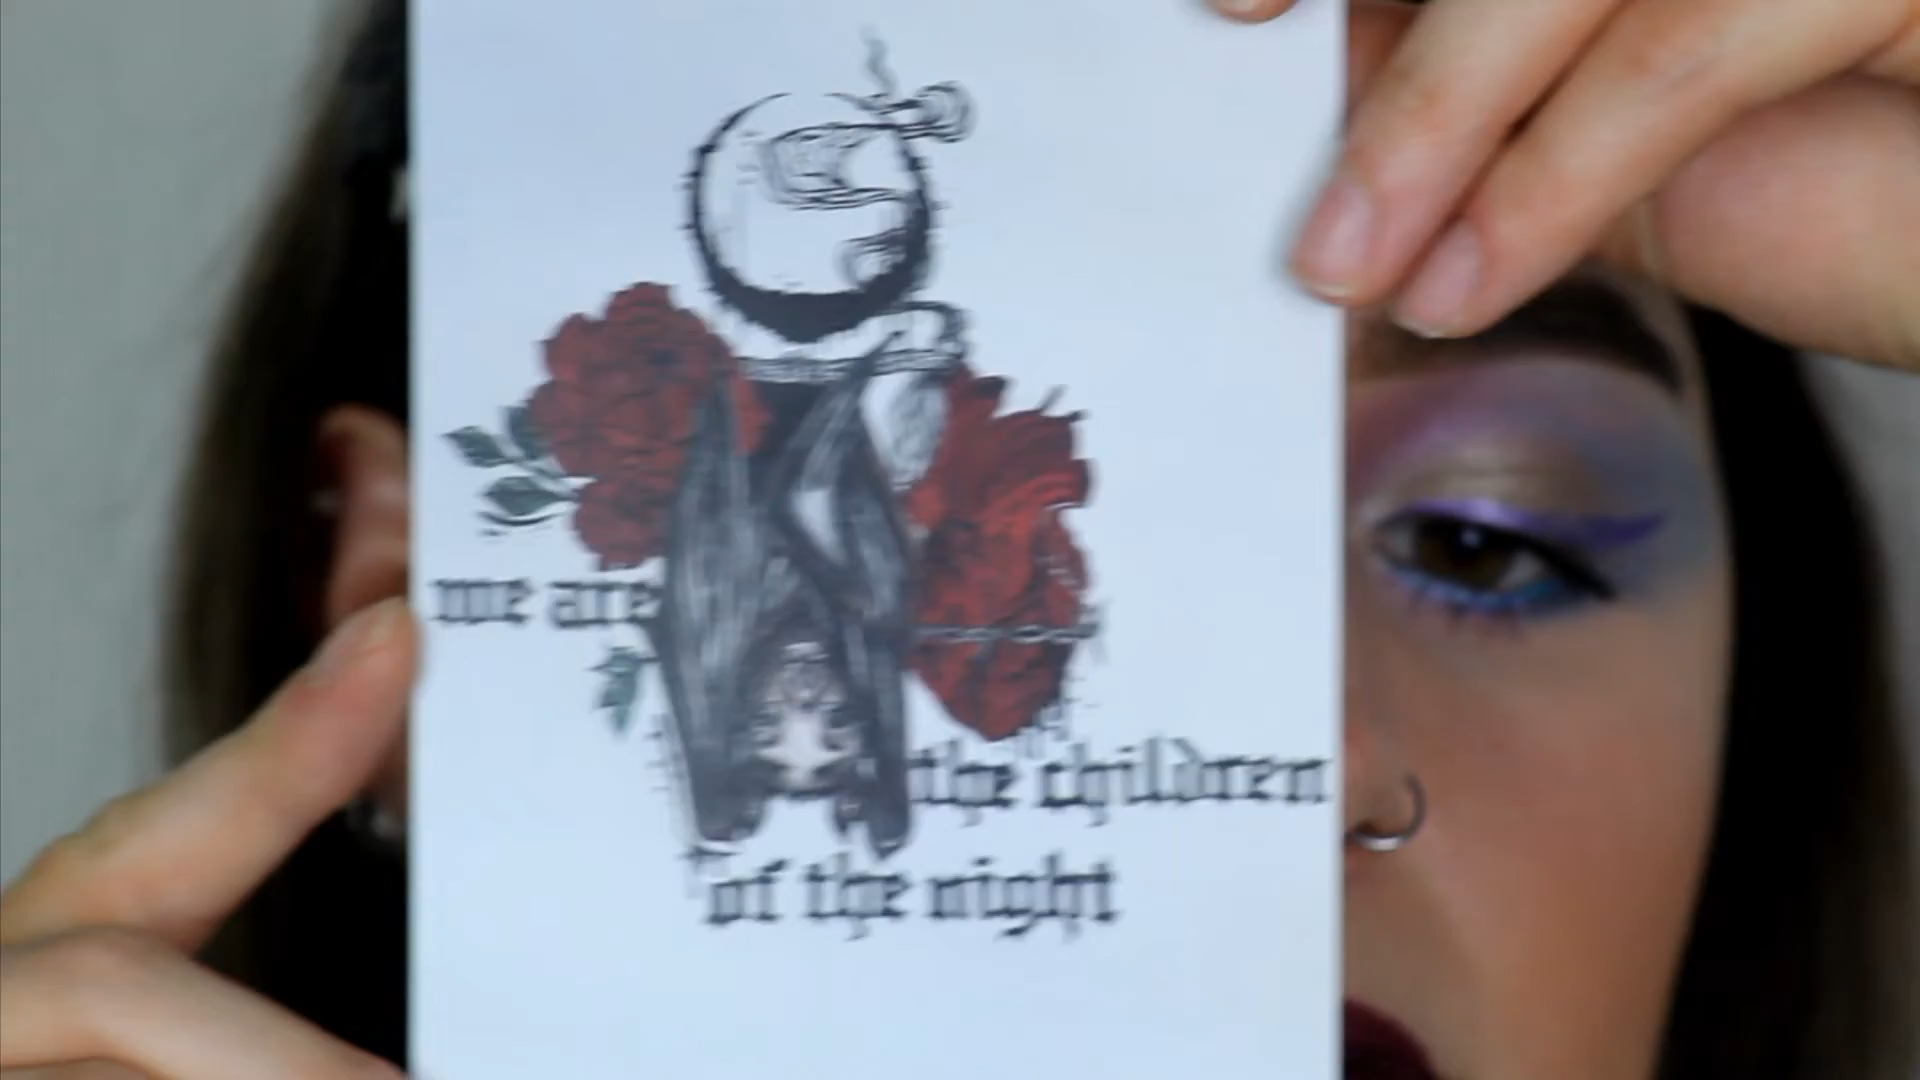 we are
the children
of the night